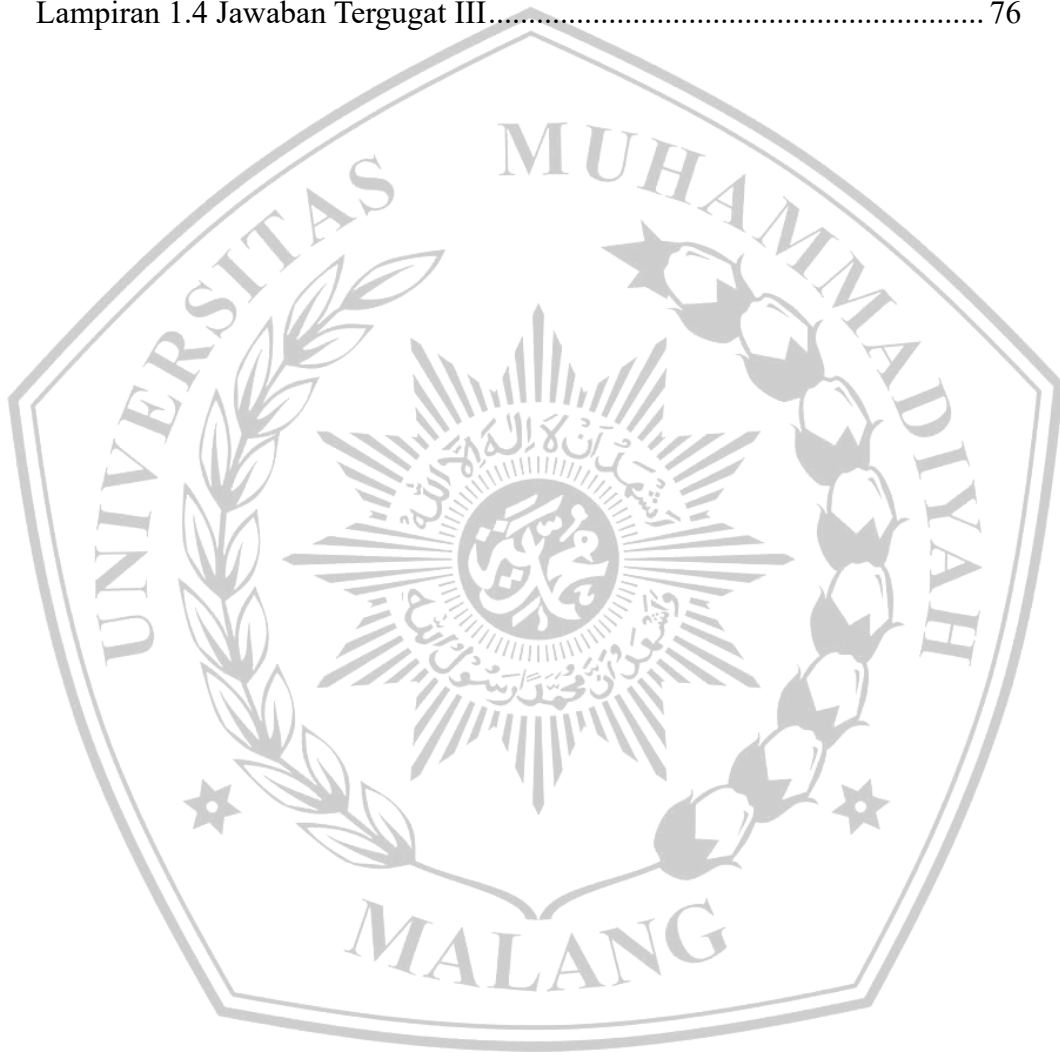 Lampiran 1.4 Jawaban Tergugat III................................................................ 76
UNIVERSITAS MUHAMMADIYAH
MALANG